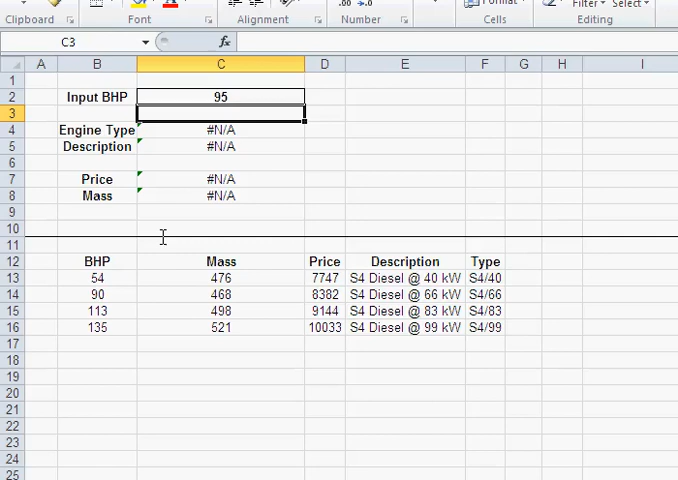 Format
Filter Select
Clipboard Font Alignment Number Cells Editing
C3 fx
A B C D E F G H I
1
2 Input BHP 95
3
4 Engine Type #N/A
5 Description #N/A
6
7 Price #N/A
8 Mass #N/A
9
10
11
12 BHP Mass Price Description Type
13 54 476 7747 S4 Diesel @ 40 kW S4/40
14 90 468 8382 S4 Diesel @ 66 kW S4/66
15 113 498 9144 S4 Diesel @ 83 kW S4/83
16 135 521 10033 S4 Diesel @ 99 kW S4/99
17
18
19
20
21
22
23
24
25